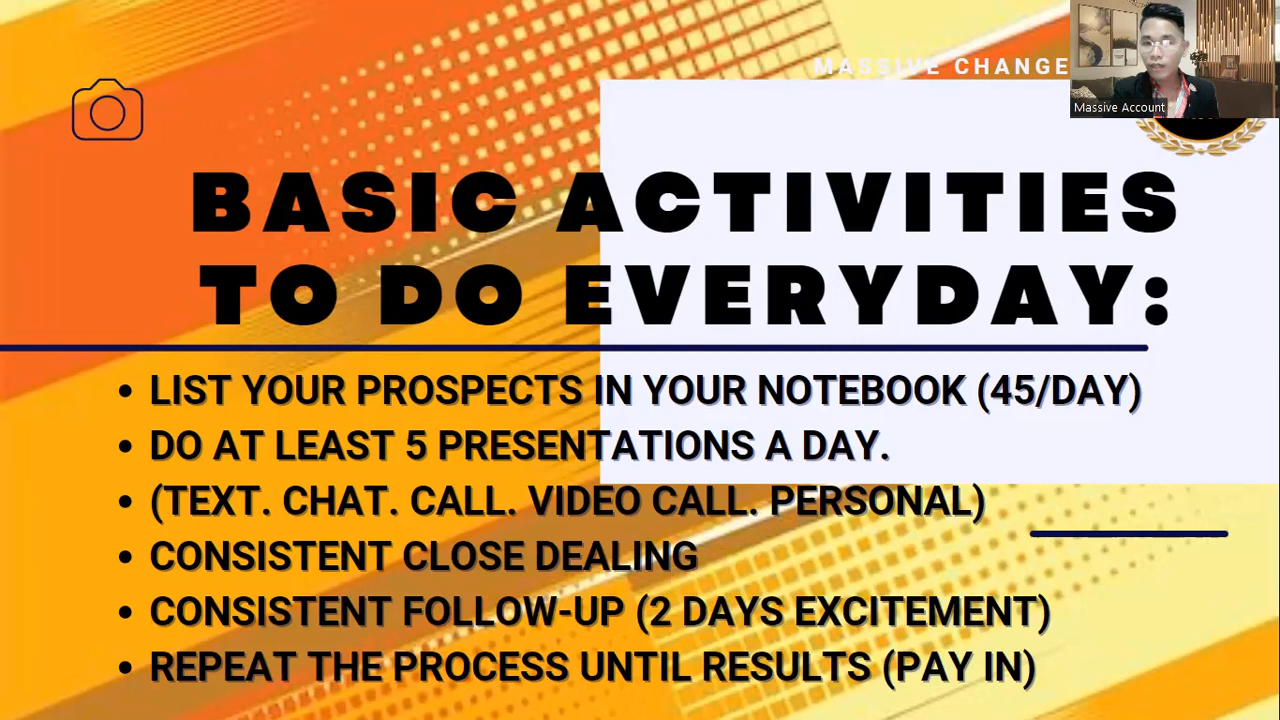 MASSIVE CHANGE
Massive Account
BASIC ACTIVITIES
TO DO EVERYDAY:
• LIST YOUR PROSPECTS IN YOUR NOTEBOOK (45/DAY)
• DO AT LEAST 5 PRESENTATIONS A DAY.
• (TEXT. CHAT. CALL. VIDEO CALL. PERSONAL)
• CONSISTENT CLOSE DEALING
• CONSISTENT FOLLOW-UP (2 DAYS EXCITEMENT)
• REPEAT THE PROCESS UNTIL RESULTS (PAY IN)